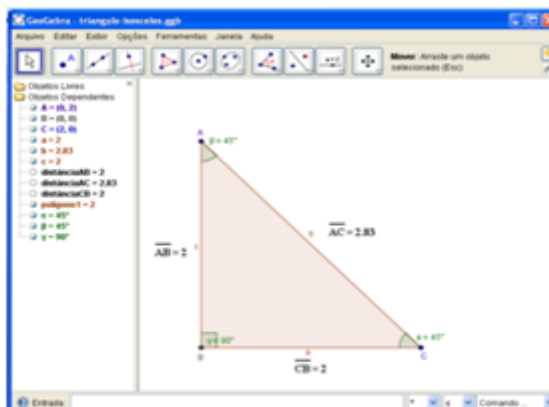 GeoGebra - triangulo-isosceles.ggb
Arquivo Editar Exibir Opções Ferramentas Janela Ajuda
Mover: Arraste um objeto
selecionado (Esc)
Objetos Livres
Objetos Dependentes
A = (0, 2)
B = (0, 0)
C = (2, 0)
a = 2
b = 2.83
c = 2
distânciaAB = 2
distânciaAC = 2.83
distânciaCB = 2
polígono1 = 2
α = 45°
β = 45°
γ = 90°
A
β = 45°
b
AC = 2.83
AB = 2
c
γ = 90°
α = 45°
B
a
C
CB = 2
Entrada:
Comando ...